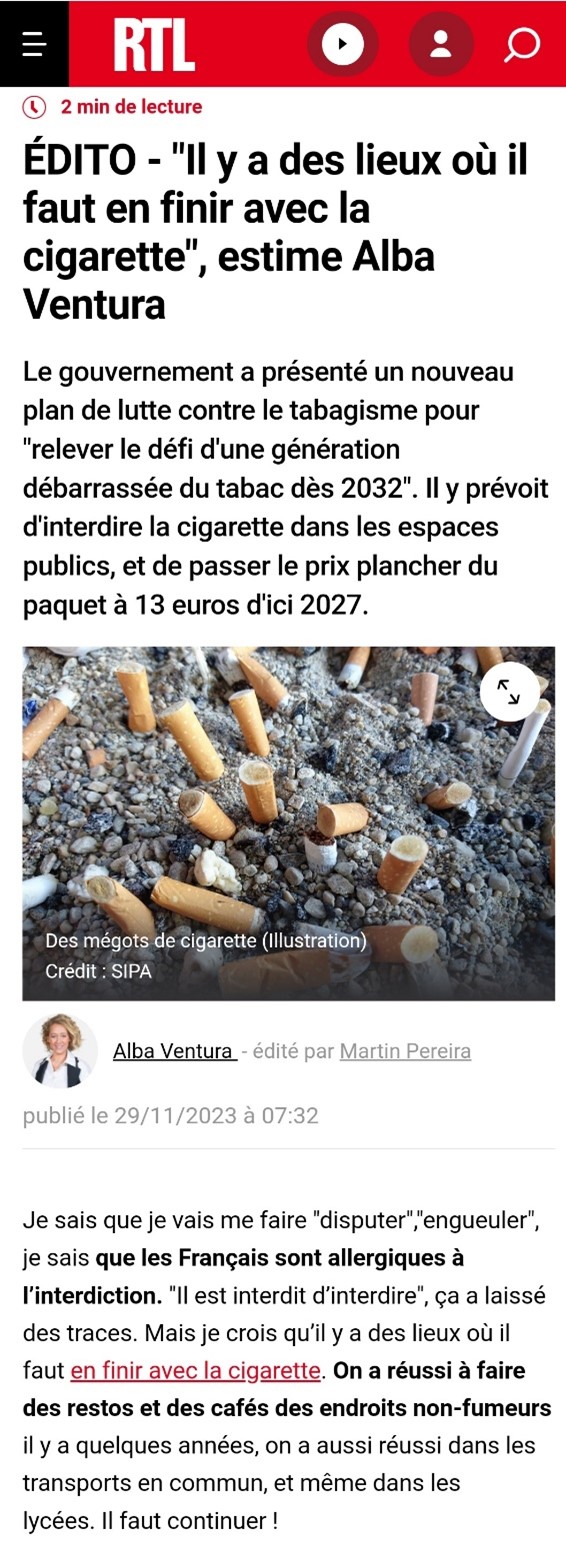 RTL
2 min de lecture
ÉDITO - "Il y a des lieux où il
faut en finir avec la
cigarette", estime Alba
Ventura
Le gouvernement a présenté un nouveau
plan de lutte contre le tabagisme pour
"relever le défi d'une génération
débarrassée du tabac dès 2032". Il y prévoit
d'interdire la cigarette dans les espaces
publics, et de passer le prix plancher du
paquet à 13 euros d'ici 2027.
Des mégots de cigarette (Illustration)
Crédit : SIPA
Alba Ventura - édité par Martin Pereira
publié le 29/11/2023 à 07:32
Je sais que je vais me faire "disputer","engueuler",
je sais que les Français sont allergiques à
l’interdiction. "Il est interdit d’interdire", ça a laissé
des traces. Mais je crois qu’il y a des lieux où il
faut en finir avec la cigarette. On a réussi à faire
des restos et des cafés des endroits non-fumeurs
il y a quelques années, on a aussi réussi dans les
transports en commun, et même dans les
lycées. Il faut continuer !